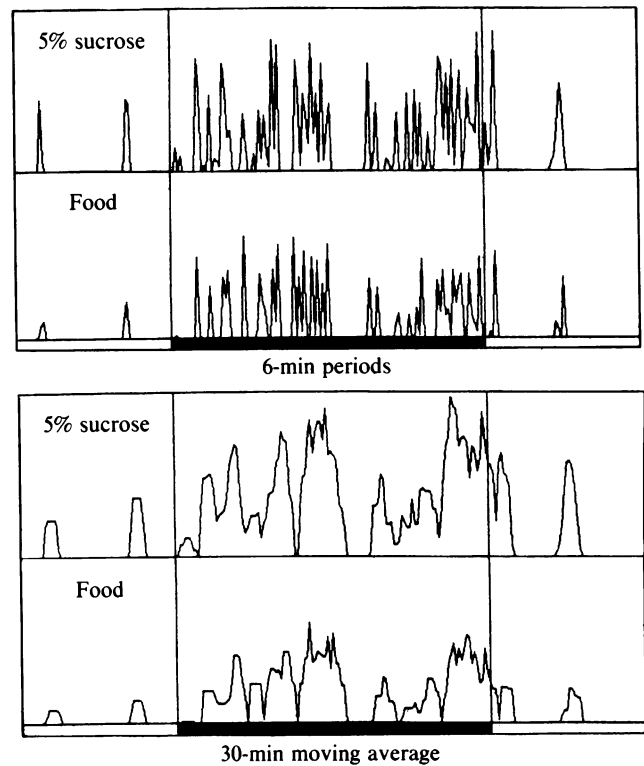 5% sucrose
Food
6-min periods
5% sucrose
Food
30-min moving average